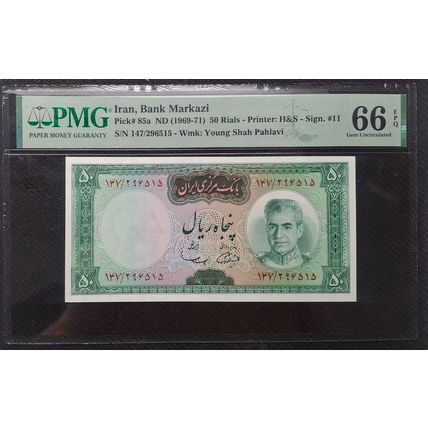 PMG
PAPER MONEY GUARANTY
Iran, Bank Markazi
Pick# 85a ND (1969-71) 50 Rials - Printer: H&S - Sign. #11
S/N 147/296515 - Wmk: Young Shah Pahlavi
66 EPQ
Gem Uncirculated
۵۰ بانک مرکزی ایران ۵۰
۱۴۷/۲۹۶۵۱۵ ۱۴۷/۲۹۶۵۱۵
پنجاه ریال
۱۴۷/۲۹۶۵۱۵ ۱۴۷/۲۹۶۵۱۵
۵۰ ۵۰